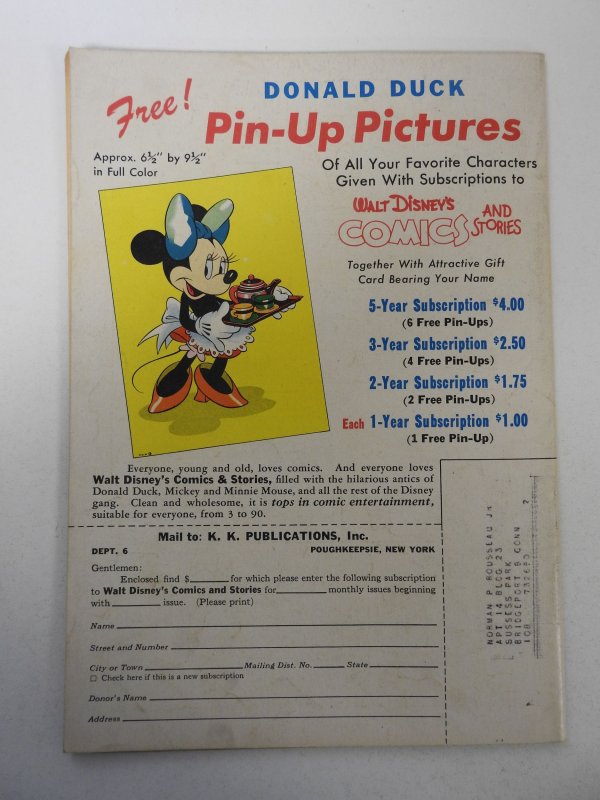 Free!
DONALD DUCK
Pin-Up Pictures
Approx. 6½" by 9½"
in Full Color
Of All Your Favorite Characters
Given With Subscriptions to
WALT DISNEY'S
COMICS AND STORIES
Together With Attractive Gift
Card Bearing Your Name
5-Year Subscription $4.00
(6 Free Pin-Ups)
3-Year Subscription $2.50
(4 Free Pin-Ups)
2-Year Subscription $1.75
(2 Free Pin-Ups)
Each 1-Year Subscription $1.00
(1 Free Pin-Up)
Everyone, young and old, loves comics. And everyone loves
Walt Disney's Comics & Stories, filled with the hilarious antics of
Donald Duck, Mickey and Minnie Mouse, and all the rest of the Disney
gang. Clean and wholesome, it is tops in comic entertainment,
suitable for everyone, from 3 to 90.
Mail to: K. K. PUBLICATIONS, Inc.
DEPT. 6 POUGHKEEPSIE, NEW YORK
Gentlemen:
Enclosed find $ for which please enter the following subscription
to Walt Disney's Comics and Stories for monthly issues beginning
with issue. (Please print)
Name
Street and Number
City or Town Mailing Dist. No. State
□ Check here if this is a new subscription
Donor's Name
Address
NORMAN P ROUSSEAU JR
APT 14 BLDG 23
SUSSESS PARK
BRIDGEPORT 8 CONN ?